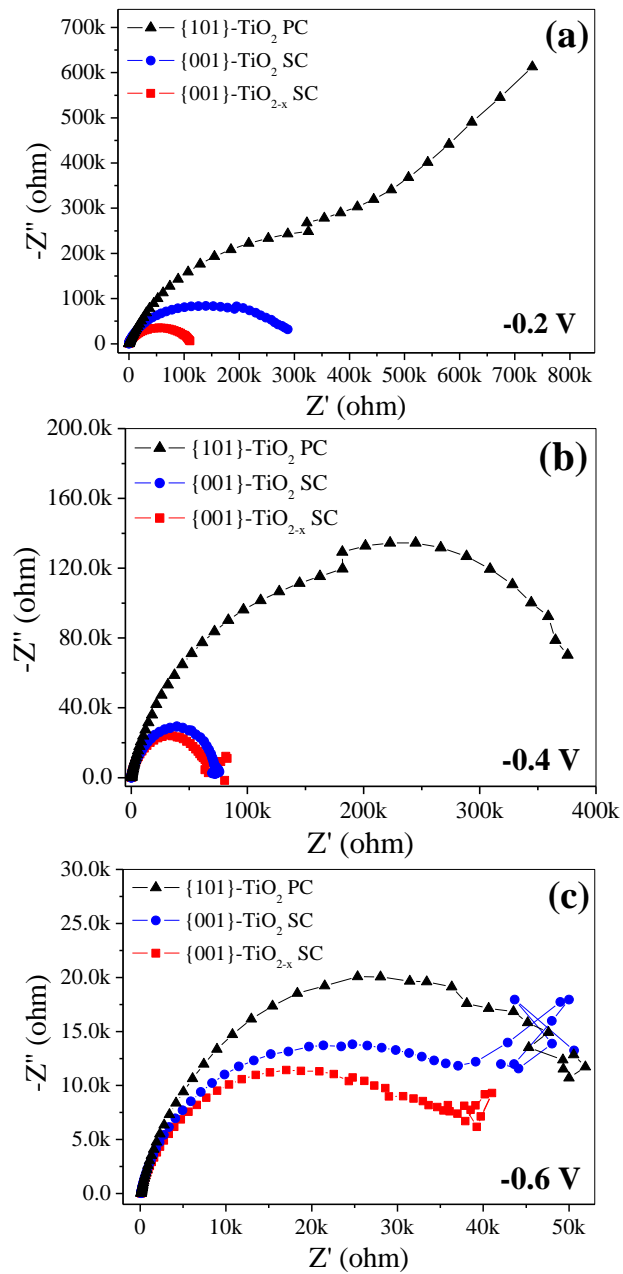 (a)
{101}-TiO₂ PC
{001}-TiO₂ SC
{001}-TiO₂₋ₓ SC
700k
600k
500k
400k
300k
200k
100k
0
-Z'' (ohm)
-0.2 V
0 100k 200k 300k 400k 500k 600k 700k 800k
Z' (ohm)
(b)
{101}-TiO₂ PC
{001}-TiO₂ SC
{001}-TiO₂₋ₓ SC
200.0k
160.0k
120.0k
80.0k
40.0k
0.0
-Z'' (ohm)
-0.4 V
0 100k 200k 300k 400k
Z' (ohm)
(c)
{101}-TiO₂ PC
{001}-TiO₂ SC
{001}-TiO₂₋ₓ SC
30.0k
25.0k
20.0k
15.0k
10.0k
5.0k
0.0
-Z'' (ohm)
-0.6 V
0 10k 20k 30k 40k 50k
Z' (ohm)